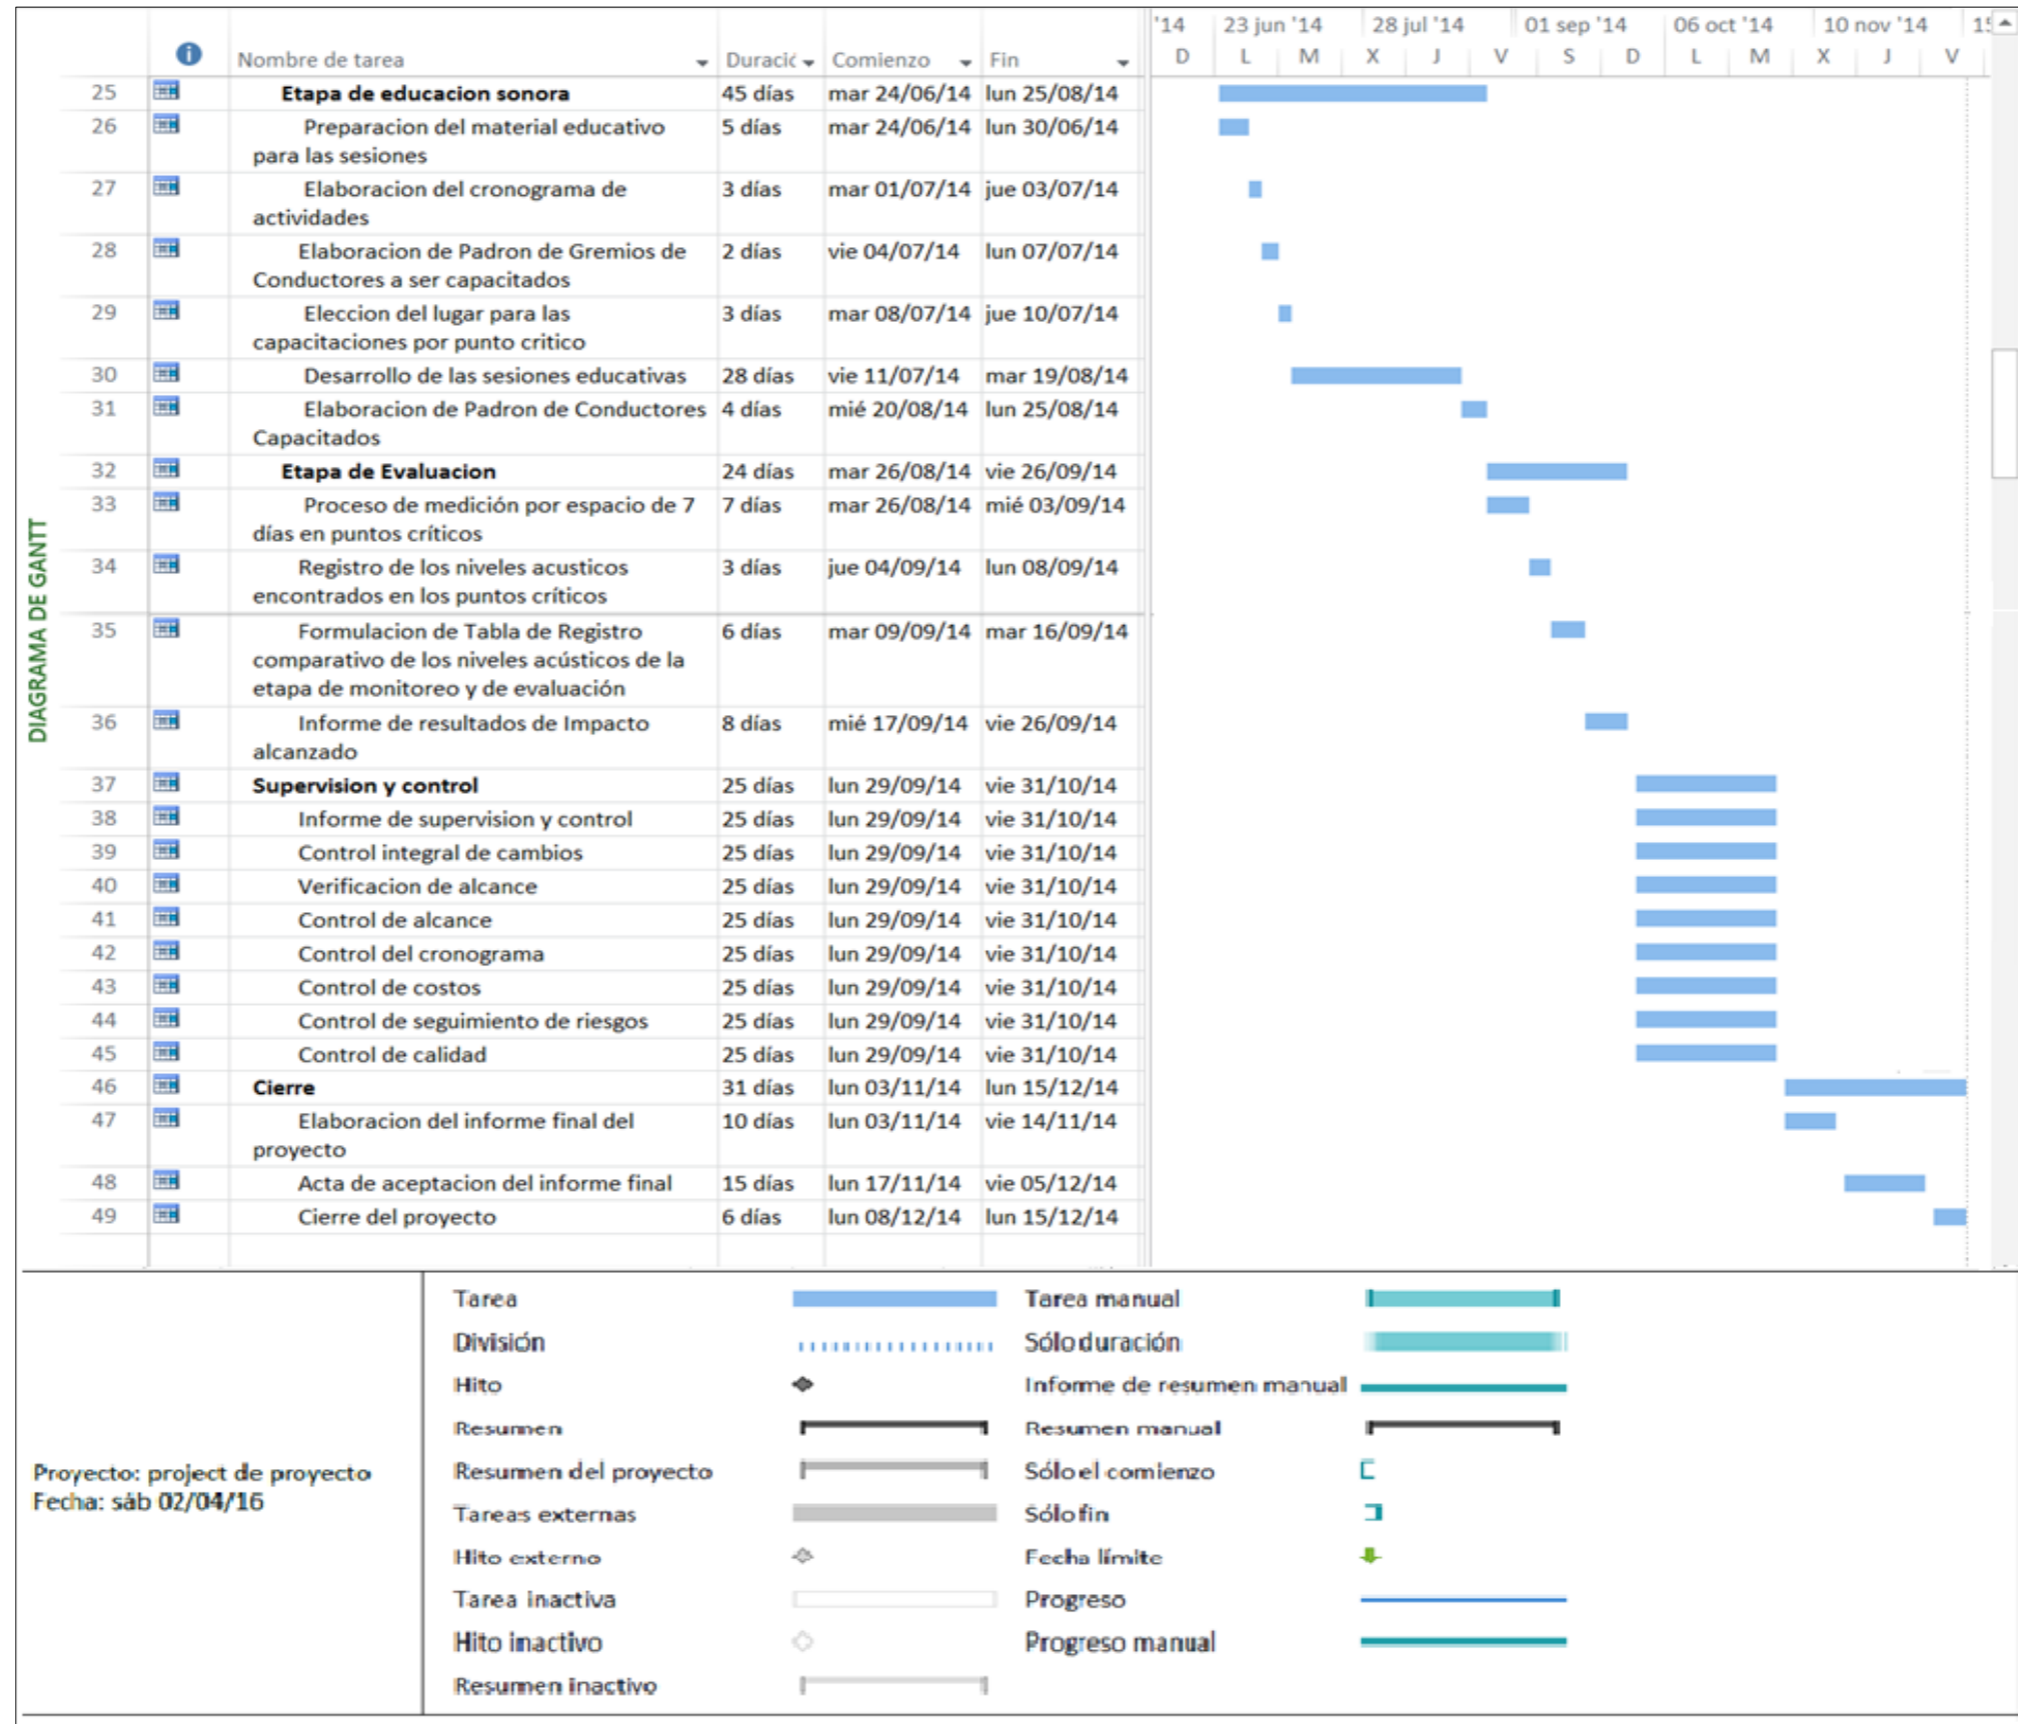 '14 23 jun '14 28 jul '14 01 sep '14 06 oct '14 10 nov '14
Nombre de tarea Duració Comienzo Fin D L M X J V S D L M X J V
25 Etapa de educacion sonora 45 días mar 24/06/14 lun 25/08/14
26 Preparacion del material educativo 5 días mar 24/06/14 lun 30/06/14
para las sesiones
27 Elaboracion del cronograma de 3 días mar 01/07/14 jue 03/07/14
actividades
28 Elaboracion de Padron de Gremios de 2 días vie 04/07/14 lun 07/07/14
Conductores a ser capacitados
29 Eleccion del lugar para las 3 días mar 08/07/14 jue 10/07/14
capacitaciones por punto critico
30 Desarrollo de las sesiones educativas 28 días vie 11/07/14 mar 19/08/14
31 Elaboracion de Padron de Conductores 4 días mié 20/08/14 lun 25/08/14
Capacitados
32 Etapa de Evaluacion 24 días mar 26/08/14 vie 26/09/14
33 Proceso de medición por espacio de 7 7 días mar 26/08/14 mié 03/09/14
días en puntos críticos
34 Registro de los niveles acusticos 3 días jue 04/09/14 lun 08/09/14
encontrados en los puntos críticos
35 Formulacion de Tabla de Registro 6 días mar 09/09/14 mar 16/09/14
comparativo de los niveles acústicos de la
etapa de monitoreo y de evaluación
36 Informe de resultados de Impacto 8 días mié 17/09/14 vie 26/09/14
alcanzado
37 Supervision y control 25 días lun 29/09/14 vie 31/10/14
38 Informe de supervision y control 25 días lun 29/09/14 vie 31/10/14
39 Control integral de cambios 25 días lun 29/09/14 vie 31/10/14
40 Verificacion de alcance 25 días lun 29/09/14 vie 31/10/14
41 Control de alcance 25 días lun 29/09/14 vie 31/10/14
42 Control del cronograma 25 días lun 29/09/14 vie 31/10/14
43 Control de costos 25 días lun 29/09/14 vie 31/10/14
44 Control de seguimiento de riesgos 25 días lun 29/09/14 vie 31/10/14
45 Control de calidad 25 días lun 29/09/14 vie 31/10/14
46 Cierre 31 días lun 03/11/14 lun 15/12/14
47 Elaboracion del informe final del 10 días lun 03/11/14 vie 14/11/14
proyecto
48 Acta de aceptacion del informe final 15 días lun 17/11/14 vie 05/12/14
49 Cierre del proyecto 6 días lun 08/12/14 lun 15/12/14
DIAGRAMA DE GANTT
Proyecto: project de proyecto
Fecha: sáb 02/04/16
Tarea
División
Hito
Resumen
Resumen del proyecto
Tareas externas
Hito externo
Tarea inactiva
Hito inactivo
Resumen inactivo
Tarea manual
Sólo duración
Informe de resumen manual
Resumen manual
Sólo el comienzo
Sólo fin
Fecha límite
Progreso
Progreso manual